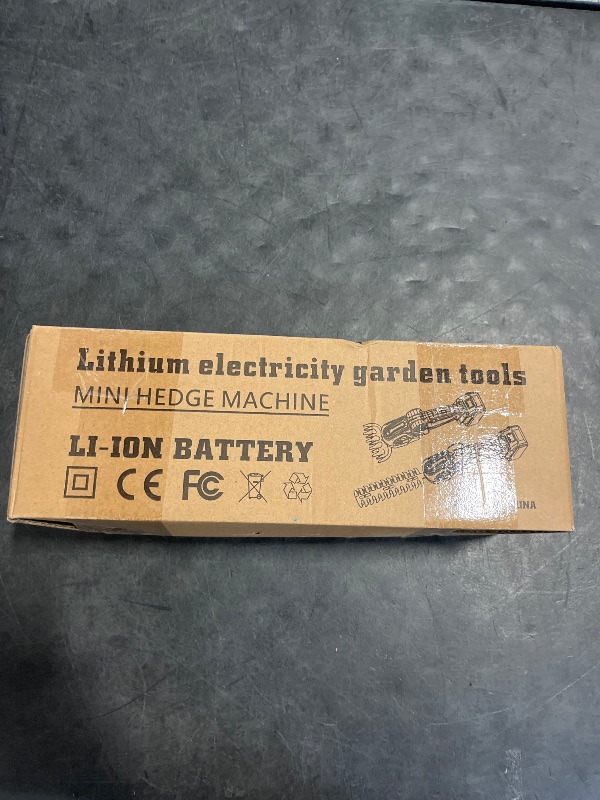 Lithium electricity garden tools
MINI HEDGE MACHINE
LI-ION BATTERY
CE FC